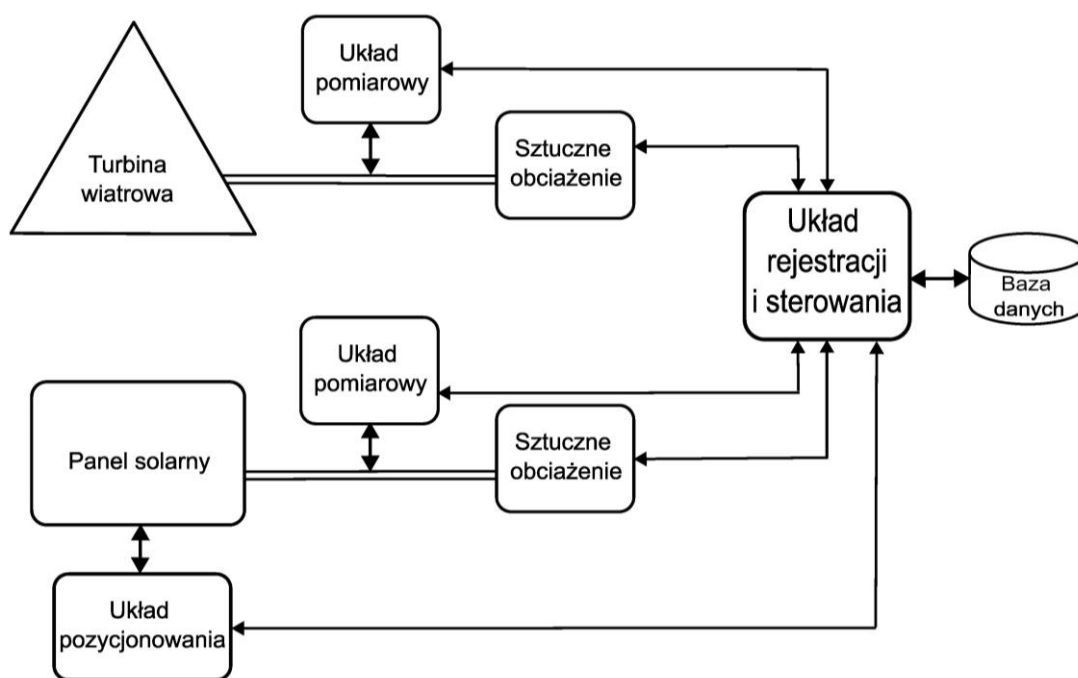 Układ
pomiarowy
Turbina
wiatrowa
Sztuczne
obciażenie
Układ
rejestracji
i sterowania
Baza
danych
Układ
pomiarowy
Panel solarny
Sztuczne
obciażenie
Układ
pozycjonowania